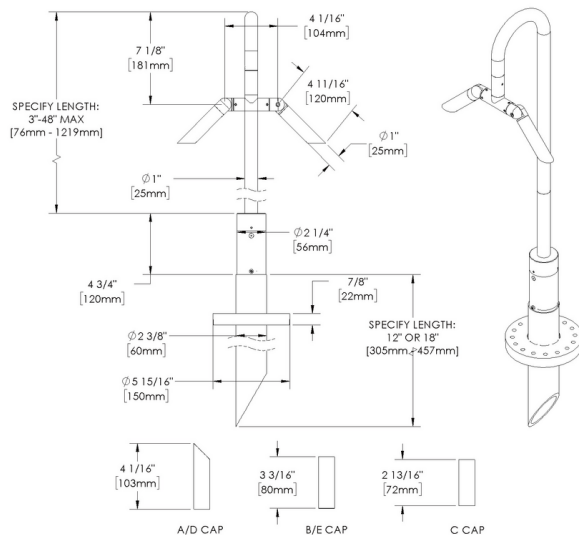 4 1/16"
[104mm]
7 1/8"
[181mm]
4 11/16"
[120mm]
SPECIFY LENGTH:
3"-48" MAX
[76mm - 1219mm]
∅1"
[25mm]
∅1"
[25mm]
∅2 1/4"
[56mm]
4 3/4"
[120mm]
7/8"
[22mm]
SPECIFY LENGTH:
12" OR 18"
[305mm - 457mm]
∅2 3/8"
[60mm]
∅5 15/16"
[150mm]
4 1/16"
[103mm]
3 3/16"
[80mm]
2 13/16"
[72mm]
A/D CAP
B/E CAP
C CAP